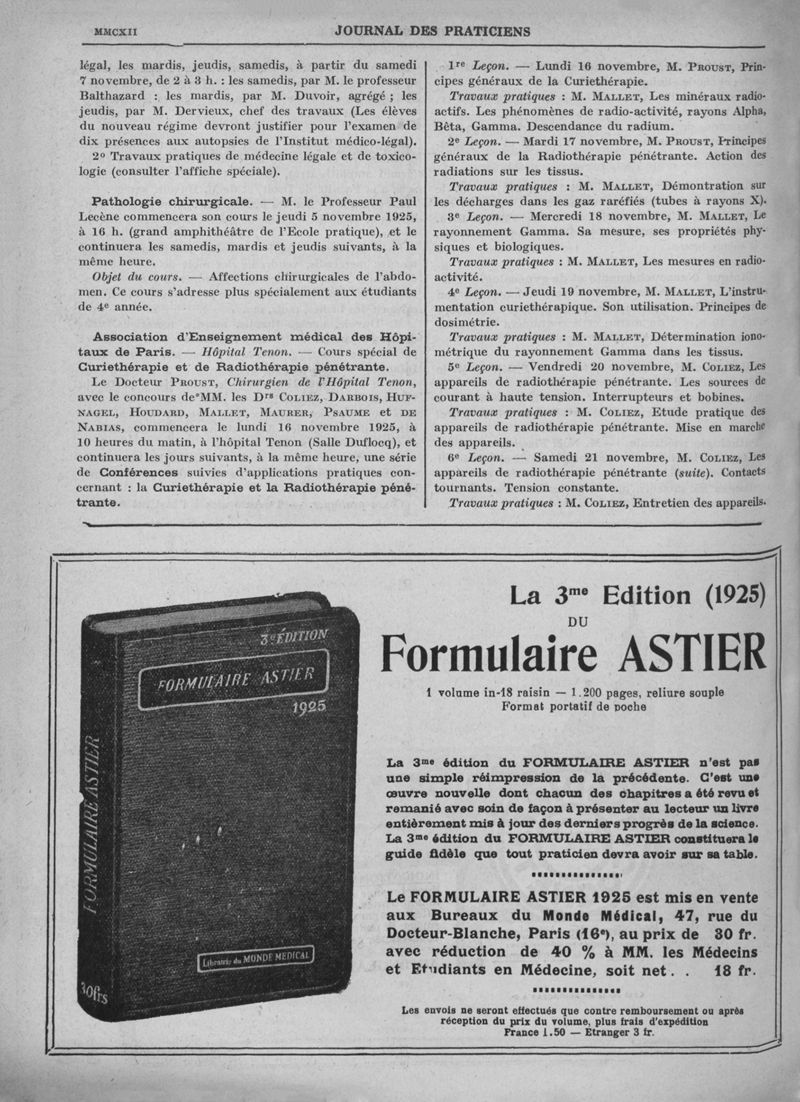 MMCXII
JOURNAL DES PRATICIENS
légal, les mardis, jeudis, samedis, à partir du samedi
7 novembre, de 2 à 3 h. : les samedis, par M. le professeur
Balthazard : les mardis, par M. Duvoir, agrégé ; les
jeudis, par M. Dervieux, chef des travaux (Les élèves
du nouveau régime devront justifier pour l'examen de
dix présences aux autopsies de l'Institut médico-légal).
2º Travaux pratiques de médecine légale et de toxico-
logie (consulter l'affiche spéciale).
Pathologie chirurgicale. — M. le Professeur Paul
Lecène commencera son cours le jeudi 5 novembre 1925,
à 16 h. (grand amphithéâtre de l'Ecole pratique), et le
continuera les samedis, mardis et jeudis suivants, à la
même heure.
Objet du cours. — Affections chirurgicales de l'abdo-
men. Ce cours s'adresse plus spécialement aux étudiants
de 4e année.
Association d'Enseignement médical des Hôpi-
taux de Paris. — Hôpital Tenon. — Cours spécial de
Curiethérapie et de Radiothérapie pénétrante.
Le Docteur PROUST, Chirurgien de l'Hôpital Tenon,
avec le concours de MM. les Drs COLIEZ, DARBOIS, HUF-
NAGEL, HOUDARD, MALLET, MAURER, PSAUME et DE
NABIAS, commencera le lundi 16 novembre 1925, à
10 heures du matin, à l'hôpital Tenon (Salle Duflocq), et
continuera les jours suivants, à la même heure, une série
de Conférences suivies d'applications pratiques con-
cernant : la Curiethérapie et la Radiothérapie péné-
trante.
1re Leçon. — Lundi 16 novembre, M. PROUST, Prin-
cipes généraux de la Curiethérapie.
Travaux pratiques : M. MALLET, Les minéraux radio-
actifs. Les phénomènes de radio-activité, rayons Alpha,
Bêta, Gamma. Descendance du radium.
2e Leçon. — Mardi 17 novembre, M. PROUST, Principes
généraux de la Radiothérapie pénétrante. Action des
radiations sur les tissus.
Travaux pratiques : M. MALLET, Démontration sur
les décharges dans les gaz raréfiés (tubes à rayons X).
3e Leçon. — Mercredi 18 novembre, M. MALLET, Le
rayonnement Gamma. Sa mesure, ses propriétés phy-
siques et biologiques.
Travaux pratiques : M. MALLET, Les mesures en radio-
activité.
4e Leçon. — Jeudi 19 novembre, M. MALLET, L'instru-
mentation curiethérapique. Son utilisation. Principes de
dosimétrie.
Travaux pratiques : M. MALLET, Détermination iono-
métrique du rayonnement Gamma dans les tissus.
5e Leçon. — Vendredi 20 novembre, M. COLIEZ, Les
appareils de radiothérapie pénétrante. Les sources de
courant à haute tension. Interrupteurs et bobines.
Travaux pratiques : M. COLIEZ, Etude pratique des
appareils de radiothérapie pénétrante. Mise en marche
des appareils.
6e Leçon. — Samedi 21 novembre, M. COLIEZ, Les
appareils de radiothérapie pénétrante (suite). Contacts
tournants. Tension constante.
Travaux pratiques : M. COLIEZ, Entretien des appareils.
3e ÉDITION
FORMULAIRE ASTIER
1925
FORMULAIRE ASTIER
Librairie du MONDE MEDICAL
30frs
La 3me Edition (1925)
DU
Formulaire ASTIER
1 volume in-18 raisin — 1.200 pages, reliure souple
Format portatif de poche
La 3me édition du FORMULAIRE ASTIER n'est pas
une simple réimpression de la précédente. C'est une
œuvre nouvelle dont chacun des chapitres a été revu et
remanié avec soin de façon à présenter au lecteur un livre
entièrement mis à jour des derniers progrès de la science.
La 3me édition du FORMULAIRE ASTIER constituera le
guide fidèle que tout praticien devra avoir sur sa table.
Le FORMULAIRE ASTIER 1925 est mis en vente
aux Bureaux du Monde Médical, 47, rue du
Docteur-Blanche, Paris (16e), au prix de 30 fr.
avec réduction de 40 % à MM. les Médecins
et Etudiants en Médecine, soit net. . 18 fr.
Les envois ne seront effectués que contre remboursement ou après
réception du prix du volume, plus frais d'expédition
France 1.50 — Etranger 3 fr.